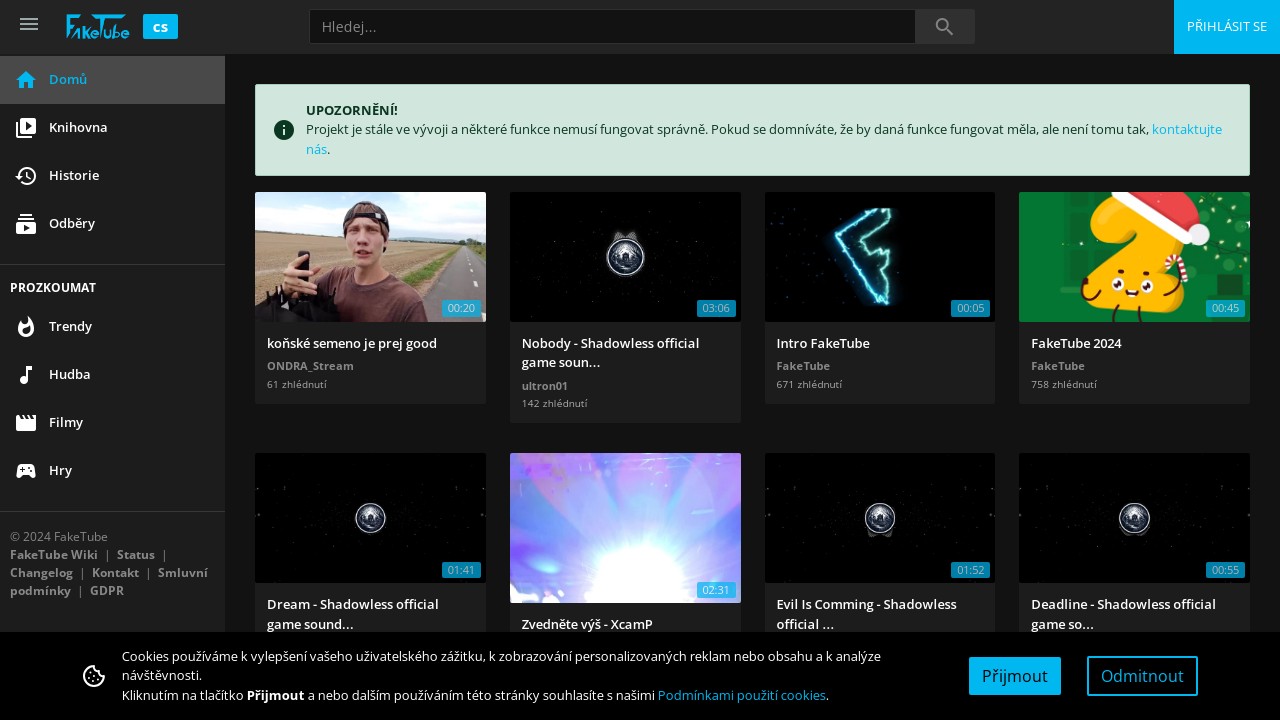 FakeTube
cs
Hledej...
PŘIHLÁSIT SE
Domů
Knihovna
Historie
Odběry
PROZKOUMAT
Trendy
Hudba
Filmy
Hry
© 2024 FakeTube
FakeTube Wiki | Status |
Changelog | Kontakt | Smluvní
podmínky | GDPR
UPOZORNĚNÍ!
Projekt je stále ve vývoji a některé funkce nemusí fungovat správně. Pokud se domníváte, že by daná funkce fungovat měla, ale není tomu tak, kontaktujte
nás.
00:20
koňské semeno je prej good
ONDRA_Stream
61 zhlédnutí
03:06
Nobody - Shadowless official
game soun...
ultron01
142 zhlédnutí
00:05
Intro FakeTube
FakeTube
671 zhlédnutí
00:45
FakeTube 2024
FakeTube
758 zhlédnutí
01:41
Dream - Shadowless official
game sound...
02:31
Zvedněte výš - XcamP
01:52
Evil Is Comming - Shadowless
official ...
00:55
Deadline - Shadowless official
game so...
Cookies používáme k vylepšení vašeho uživatelského zážitku, k zobrazování personalizovaných reklam nebo obsahu a k analýze
návštěvnosti.
Kliknutím na tlačítko Přijmout a nebo dalším používáním této stránky souhlasíte s našimi Podmínkami použití cookies.
Přijmout
Odmitnout